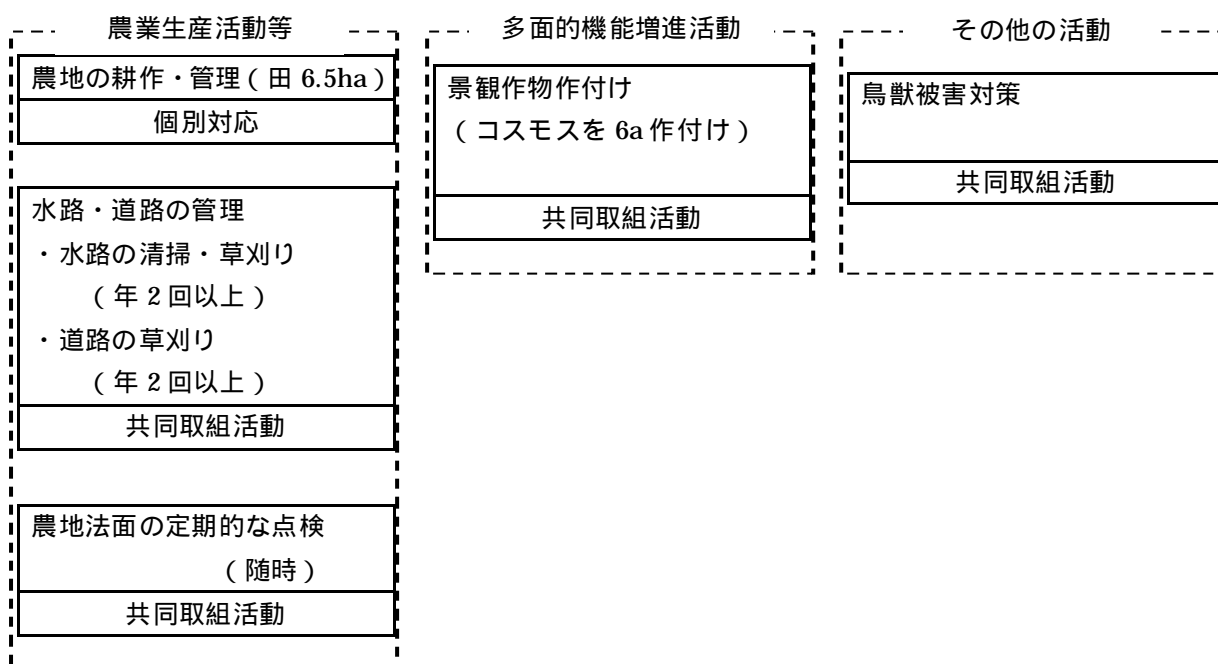 農業生産活動等
農地の耕作・管理(田 6.5ha)
個別対応
水路・道路の管理
・水路の清掃・草刈り
(年 2 回以上)
・道路の草刈り
(年 2 回以上)
共同取組活動
農地法面の定期的な点検
(随時)
共同取組活動
多面的機能増進活動
景観作物作付け
(コスモスを 6a 作付け)
共同取組活動
その他の活動
鳥獣被害対策
共同取組活動